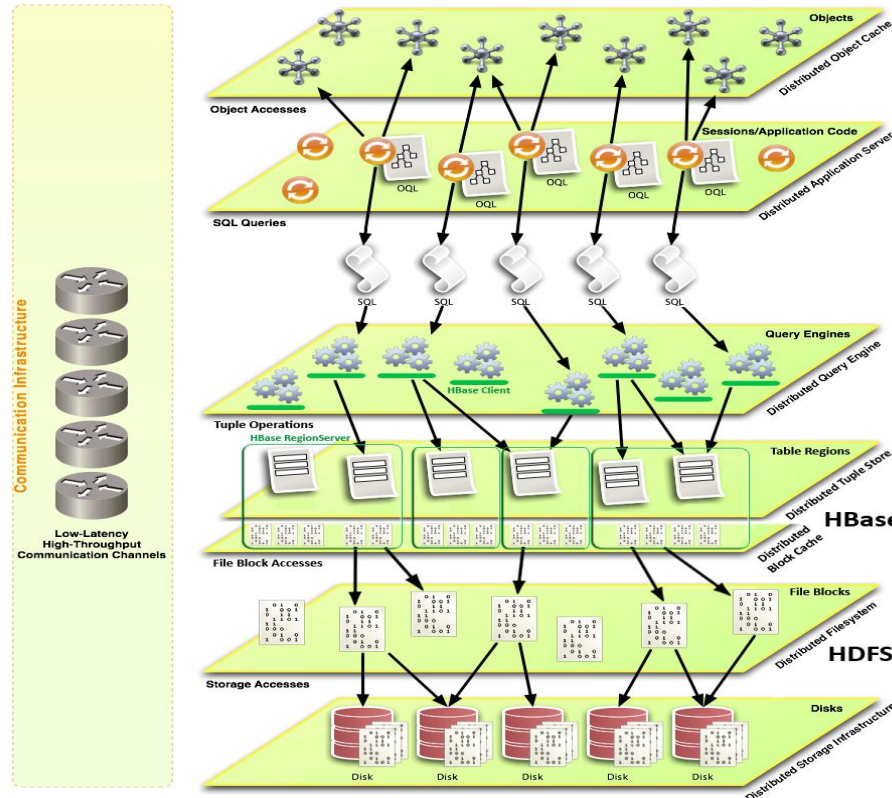 Objects
Distributed Object Cache
Object Accesses
Sessions/Application Code
OQL
OQL
OQL
OQL
OQL
Distributed Application Server
SQL Queries
SQL
SQL
SQL
SQL
SQL
Communication Infrastructure
Query Engines
HBase Client
Distributed Query Engine
Tuple Operations
HBase RegionServer
Table Regions
Distributed Tuple Store
HBase
Low-Latency
High-Throughput
Communication Channels
Distributed
Block Cache
File Block Accesses
File Blocks
Distributed Filesystem
HDFS
Storage Accesses
Disks
Disk
Disk
Disk
Disk
Disk
Distributed Storage Infrastructure